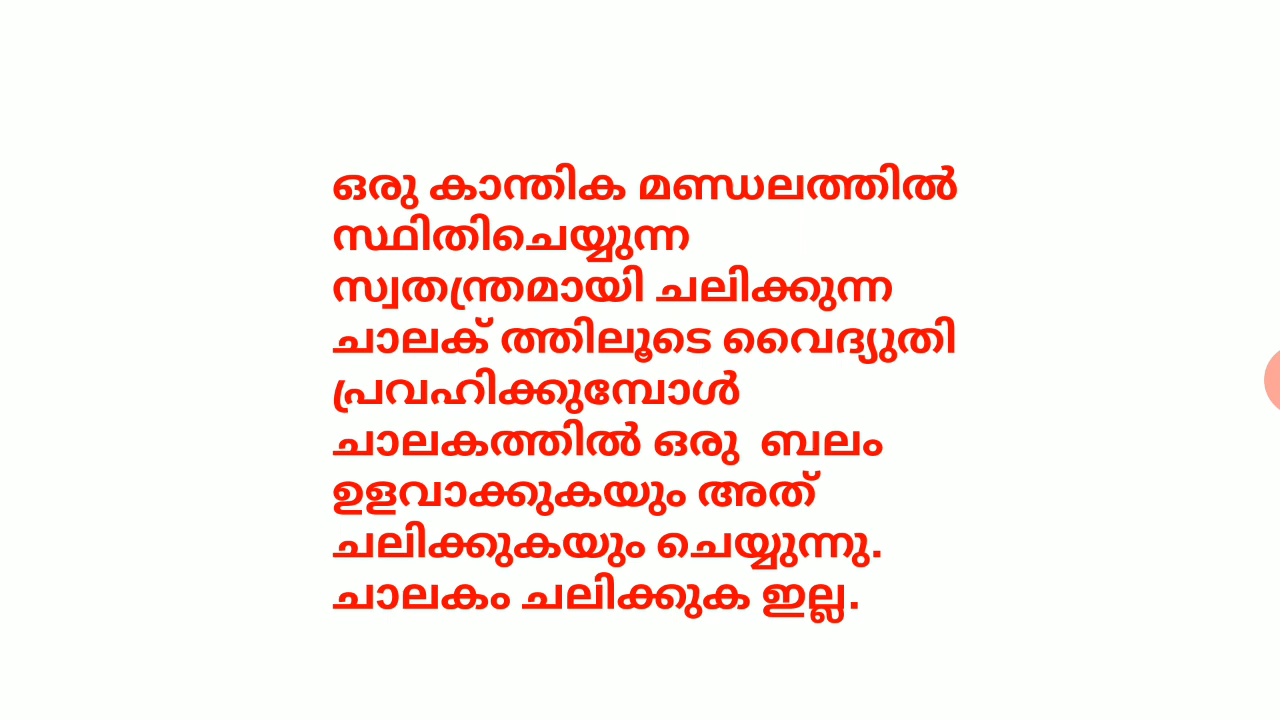 ഒരു കാന്തിക മണ്ഡലത്തിൽ
സ്ഥിതിചെയ്യുന്ന
സ്വതന്ത്രമായി ചലിക്കുന്ന
ചാലക് ത്തിലൂടെ വൈദ്യുതി
പ്രവഹിക്കുമ്പോൾ
ചാലകത്തിൽ ഒരു  ബലം
ഉളവാക്കുകയും അത്
ചലിക്കുകയും ചെയ്യുന്നു.
ചാലകം ചലിക്കുക ഇല്ല.